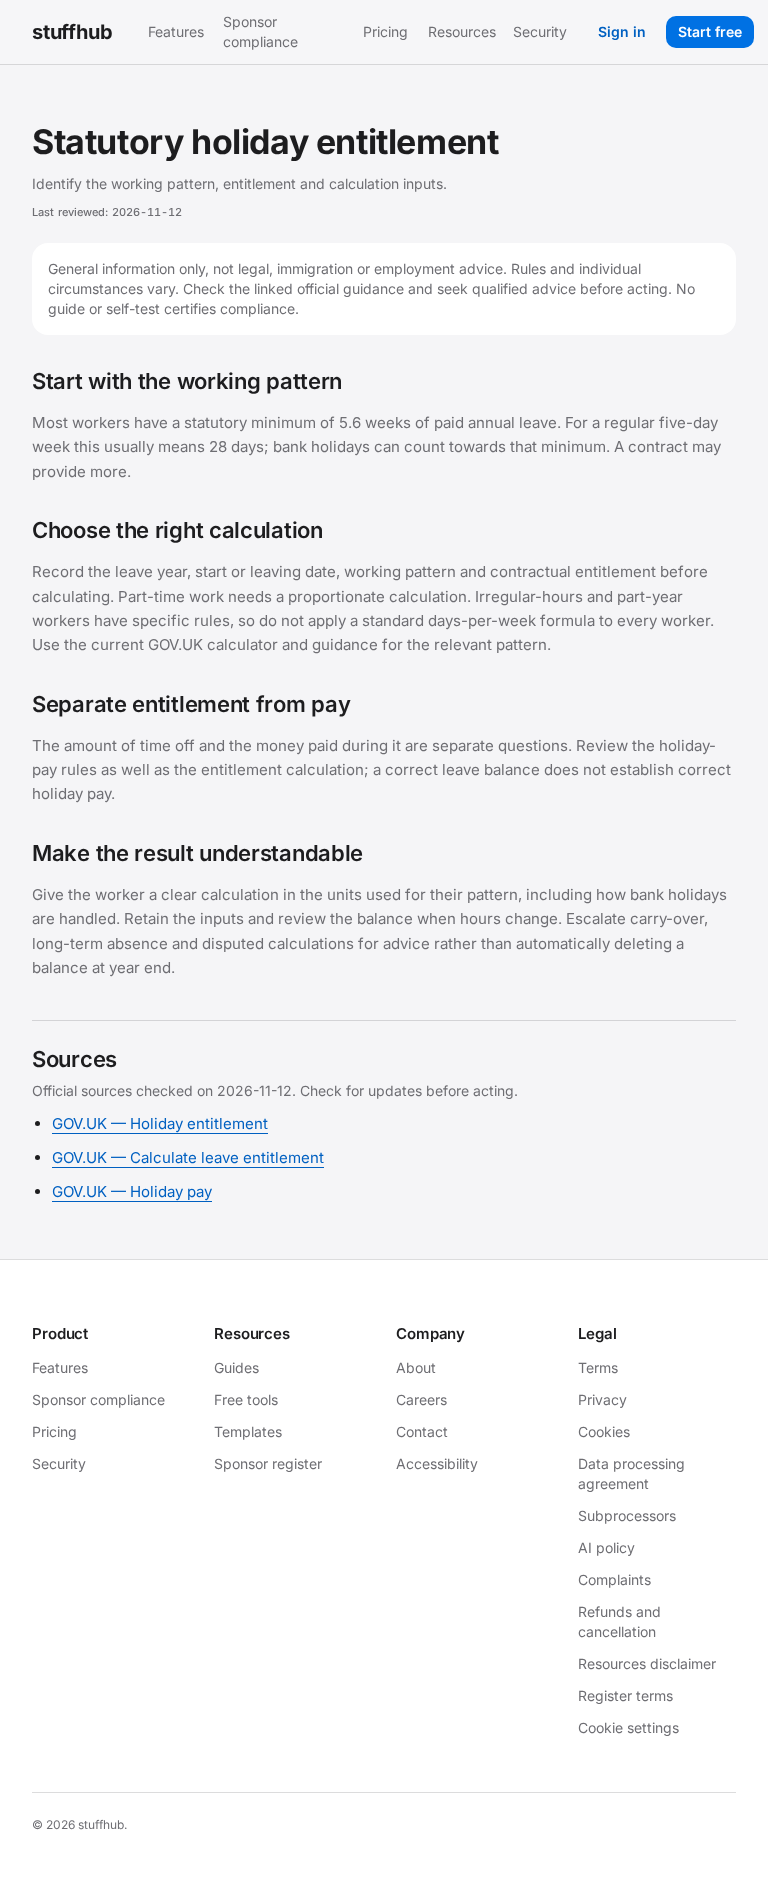 stuffhub
Features
Sponsor
compliance
Pricing
Resources
Security
Sign in
Start free
Statutory holiday entitlement
Identify the working pattern, entitlement and calculation inputs.
Last reviewed: 2026-11-12
General information only, not legal, immigration or employment advice. Rules and individual
circumstances vary. Check the linked official guidance and seek qualified advice before acting. No
guide or self-test certifies compliance.
Start with the working pattern
Most workers have a statutory minimum of 5.6 weeks of paid annual leave. For a regular five-day
week this usually means 28 days; bank holidays can count towards that minimum. A contract may
provide more.
Choose the right calculation
Record the leave year, start or leaving date, working pattern and contractual entitlement before
calculating. Part-time work needs a proportionate calculation. Irregular-hours and part-year
workers have specific rules, so do not apply a standard days-per-week formula to every worker.
Use the current GOV.UK calculator and guidance for the relevant pattern.
Separate entitlement from pay
The amount of time off and the money paid during it are separate questions. Review the holiday-
pay rules as well as the entitlement calculation; a correct leave balance does not establish correct
holiday pay.
Make the result understandable
Give the worker a clear calculation in the units used for their pattern, including how bank holidays
are handled. Retain the inputs and review the balance when hours change. Escalate carry-over,
long-term absence and disputed calculations for advice rather than automatically deleting a
balance at year end.
Sources
Official sources checked on 2026-11-12. Check for updates before acting.
• GOV.UK — Holiday entitlement
• GOV.UK — Calculate leave entitlement
• GOV.UK — Holiday pay
Product
Features
Sponsor compliance
Pricing
Security
Resources
Guides
Free tools
Templates
Sponsor register
Company
About
Careers
Contact
Accessibility
Legal
Terms
Privacy
Cookies
Data processing
agreement
Subprocessors
AI policy
Complaints
Refunds and
cancellation
Resources disclaimer
Register terms
Cookie settings
© 2026 stuffhub.